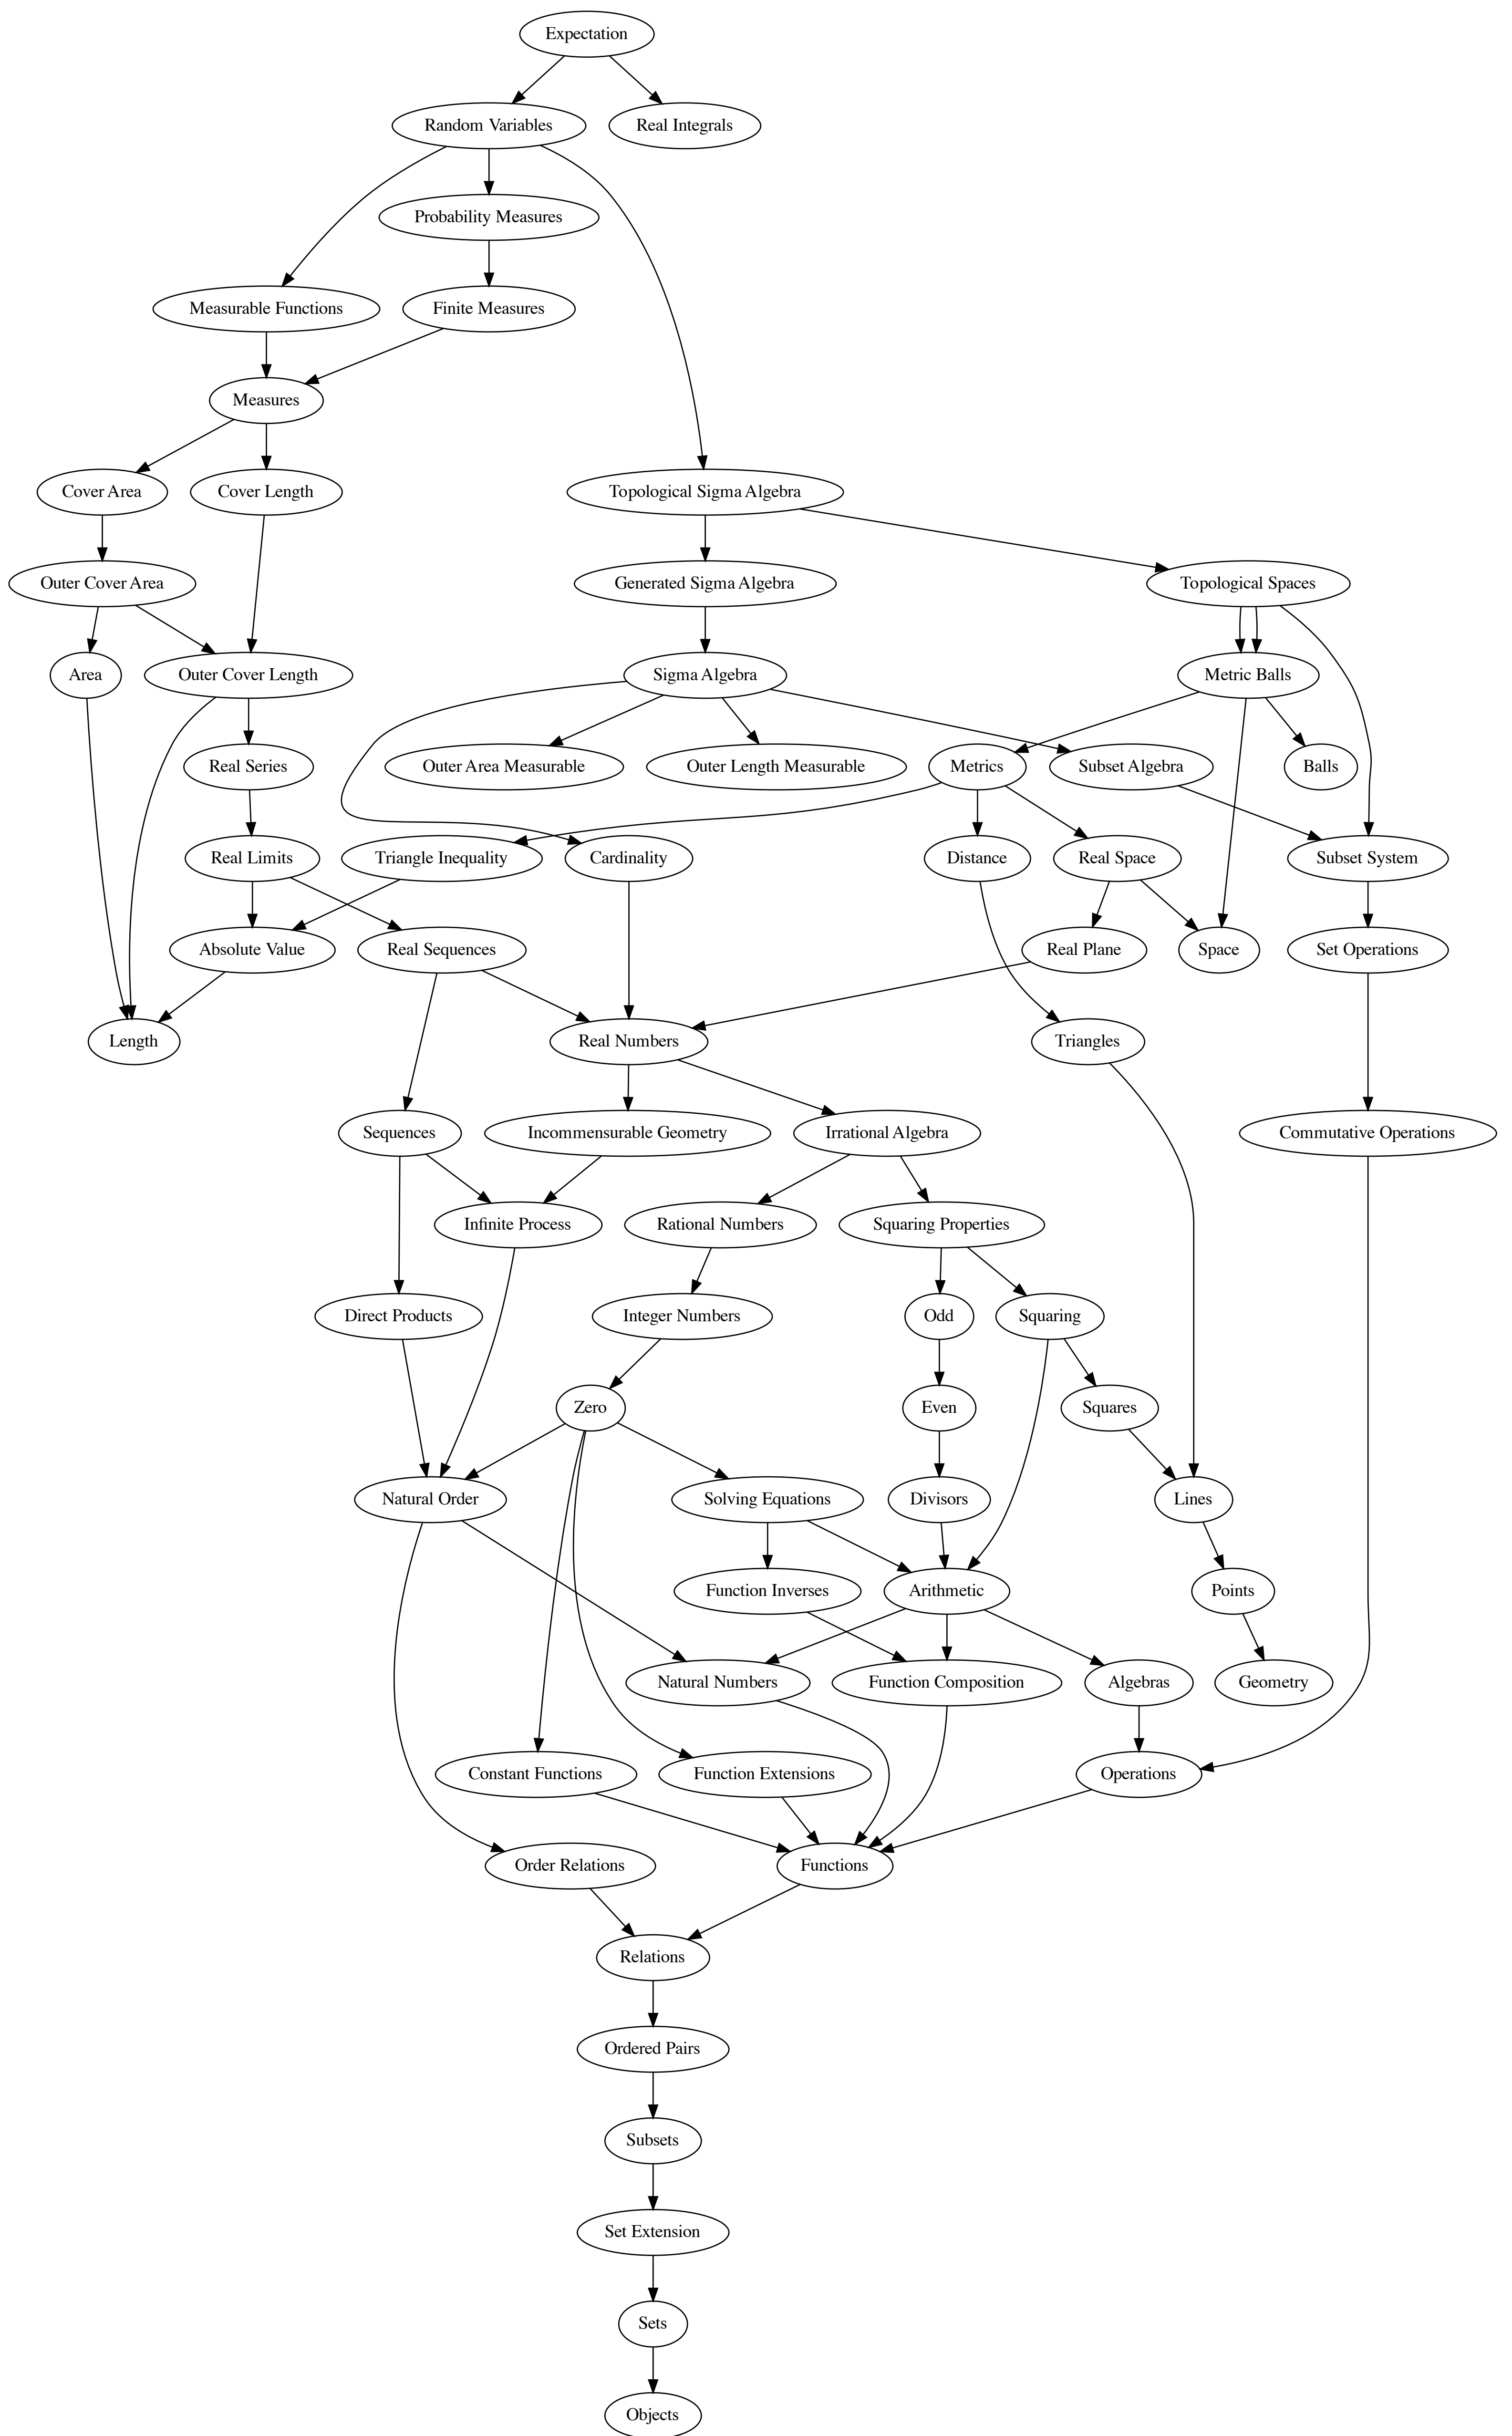 Expectation
Random Variables
Real Integrals
Probability Measures
Measurable Functions
Finite Measures
Measures
Cover Area
Cover Length
Topological Sigma Algebra
Outer Cover Area
Generated Sigma Algebra
Topological Spaces
Area
Outer Cover Length
Sigma Algebra
Metric Balls
Real Series
Outer Area Measurable
Outer Length Measurable
Metrics
Subset Algebra
Balls
Real Limits
Triangle Inequality
Cardinality
Distance
Real Space
Subset System
Absolute Value
Real Sequences
Real Plane
Space
Set Operations
Length
Real Numbers
Triangles
Sequences
Incommensurable Geometry
Irrational Algebra
Commutative Operations
Infinite Process
Rational Numbers
Squaring Properties
Direct Products
Integer Numbers
Odd
Squaring
Zero
Even
Squares
Natural Order
Solving Equations
Divisors
Lines
Function Inverses
Arithmetic
Points
Natural Numbers
Function Composition
Algebras
Geometry
Constant Functions
Function Extensions
Operations
Order Relations
Functions
Relations
Ordered Pairs
Subsets
Set Extension
Sets
Objects